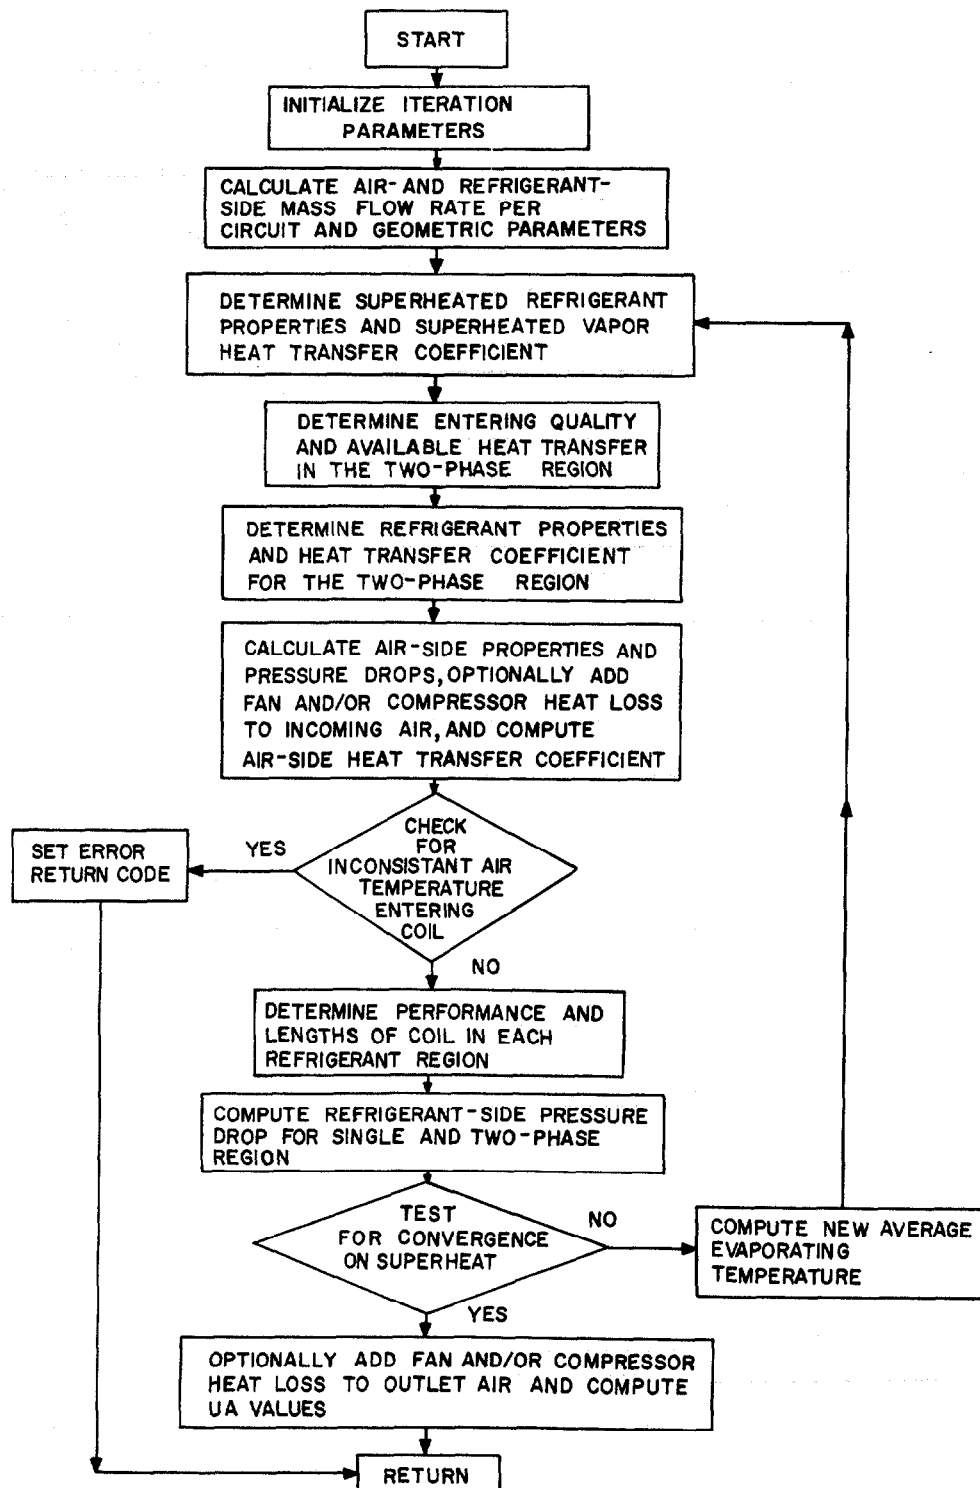 START
INITIALIZE ITERATION
PARAMETERS
CALCULATE AIR- AND REFRIGERANT-
SIDE MASS FLOW RATE PER
CIRCUIT AND GEOMETRIC PARAMETERS
DETERMINE SUPERHEATED REFRIGERANT
PROPERTIES AND SUPERHEATED VAPOR
HEAT TRANSFER COEFFICIENT
DETERMINE ENTERING QUALITY
AND AVAILABLE HEAT TRANSFER
IN THE TWO-PHASE REGION
DETERMINE REFRIGERANT PROPERTIES
AND HEAT TRANSFER COEFFICIENT
FOR THE TWO-PHASE REGION
CALCULATE AIR-SIDE PROPERTIES AND
PRESSURE DROPS, OPTIONALLY ADD
FAN AND/OR COMPRESSOR HEAT LOSS
TO INCOMING AIR, AND COMPUTE
AIR-SIDE HEAT TRANSFER COEFFICIENT
CHECK
FOR
INCONSISTANT AIR
TEMPERATURE
ENTERING
COIL
YES
SET ERROR
RETURN CODE
NO
DETERMINE PERFORMANCE AND
LENGTHS OF COIL IN EACH
REFRIGERANT REGION
COMPUTE REFRIGERANT-SIDE PRESSURE
DROP FOR SINGLE AND TWO-PHASE
REGION
TEST
FOR CONVERGENCE
ON SUPERHEAT
NO
COMPUTE NEW AVERAGE
EVAPORATING
TEMPERATURE
YES
OPTIONALLY ADD FAN AND/OR COMPRESSOR
HEAT LOSS TO OUTLET AIR AND COMPUTE
UA VALUES
RETURN